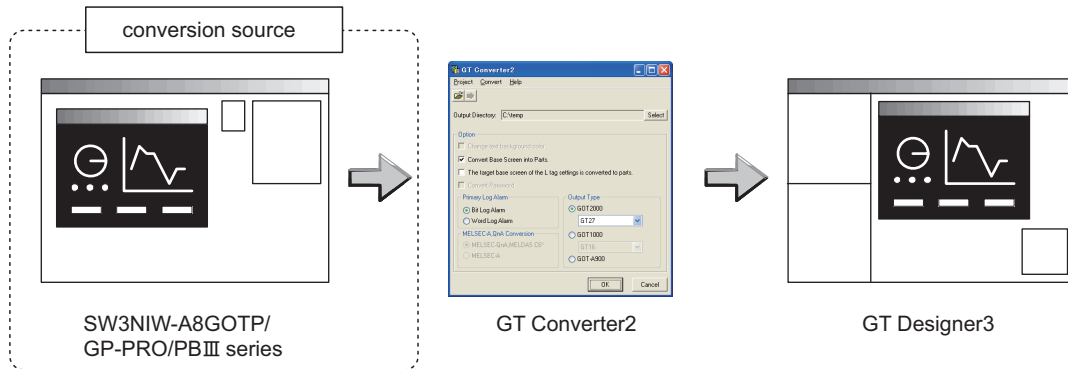 conversion source
SW3NIW-A8GOTP/
GP-PRO/PBⅢ series
GT Converter2
Project Convert Help
Output Directory: C:\temp Select
Option
Change text background color
Convert Base Screen into Parts.
The target base screen of the L tag settings is converted to parts.
Convert Password
Primary Log Alarm
Bit Log Alarm
Word Log Alarm
MELSEC-A,QnA Conversion
MELSEC-QnA,MELDAS C6*
MELSEC-A
Output Type
GOT2000
GT27
GOT1000
GT16
GOT-A900
OK Cancel
GT Converter2
GT Designer3